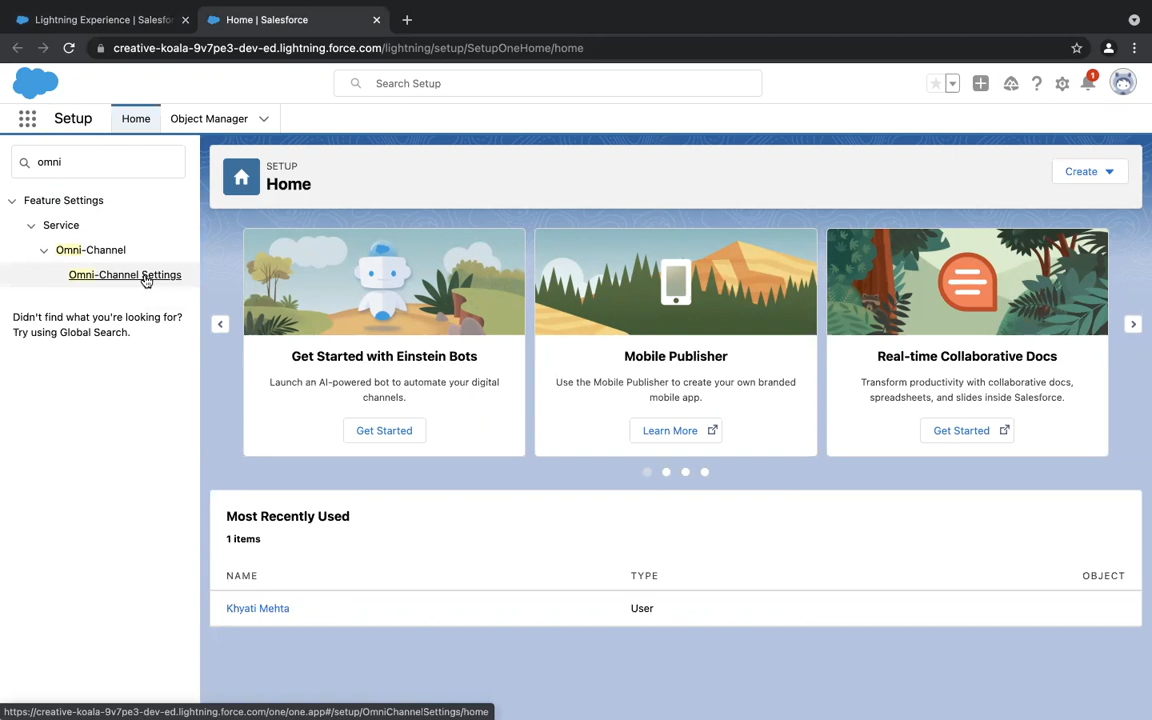 Lightning Experience | Salesfor
Home | Salesforce
creative-koala-9v7pe3-dev-ed.lightning.force.com/lightning/setup/SetupOneHome/home
Search Setup
1
Setup
Home
Object Manager
omni
Feature Settings
Service
Omni-Channel
Omni-Channel Settings
Didn't find what you're looking for?
Try using Global Search.
SETUP
Home
Create
Get Started with Einstein Bots
Launch an AI-powered bot to automate your digital
channels.
Get Started
Mobile Publisher
Use the Mobile Publisher to create your own branded
mobile app.
Learn More
Real-time Collaborative Docs
Transform productivity with collaborative docs,
spreadsheets, and slides inside Salesforce.
Get Started
Most Recently Used
1 items
NAME TYPE OBJECT
Khyati Mehta User
https://creative-koala-9v7pe3-dev-ed.lightning.force.com/one/one.app#/setup/OmniChannelSettings/home